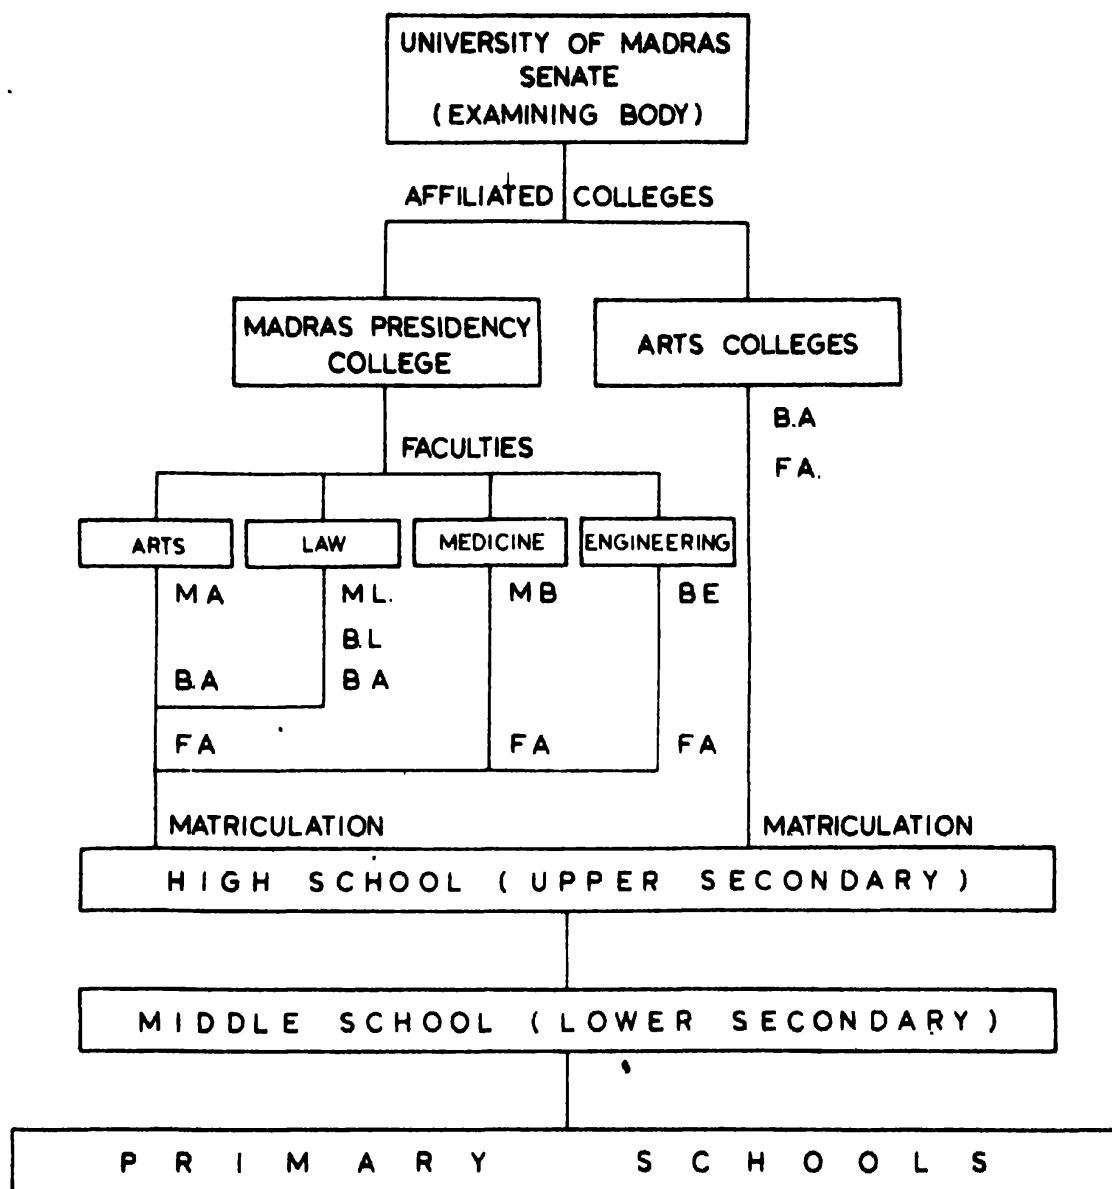 UNIVERSITY OF MADRAS
SENATE
(EXAMINING BODY)
AFFILIATED COLLEGES
MADRAS PRESIDENCY
COLLEGE
ARTS COLLEGES
B.A
FA.
FACULTIES
ARTS LAW MEDICINE ENGINEERING
MA ML. MB BE
B.L
B.A BA
FA FA FA
MATRICULATION MATRICULATION
HIGH SCHOOL (UPPER SECONDARY)
MIDDLE SCHOOL (LOWER SECONDARY)
PRIMARY SCHOOLS